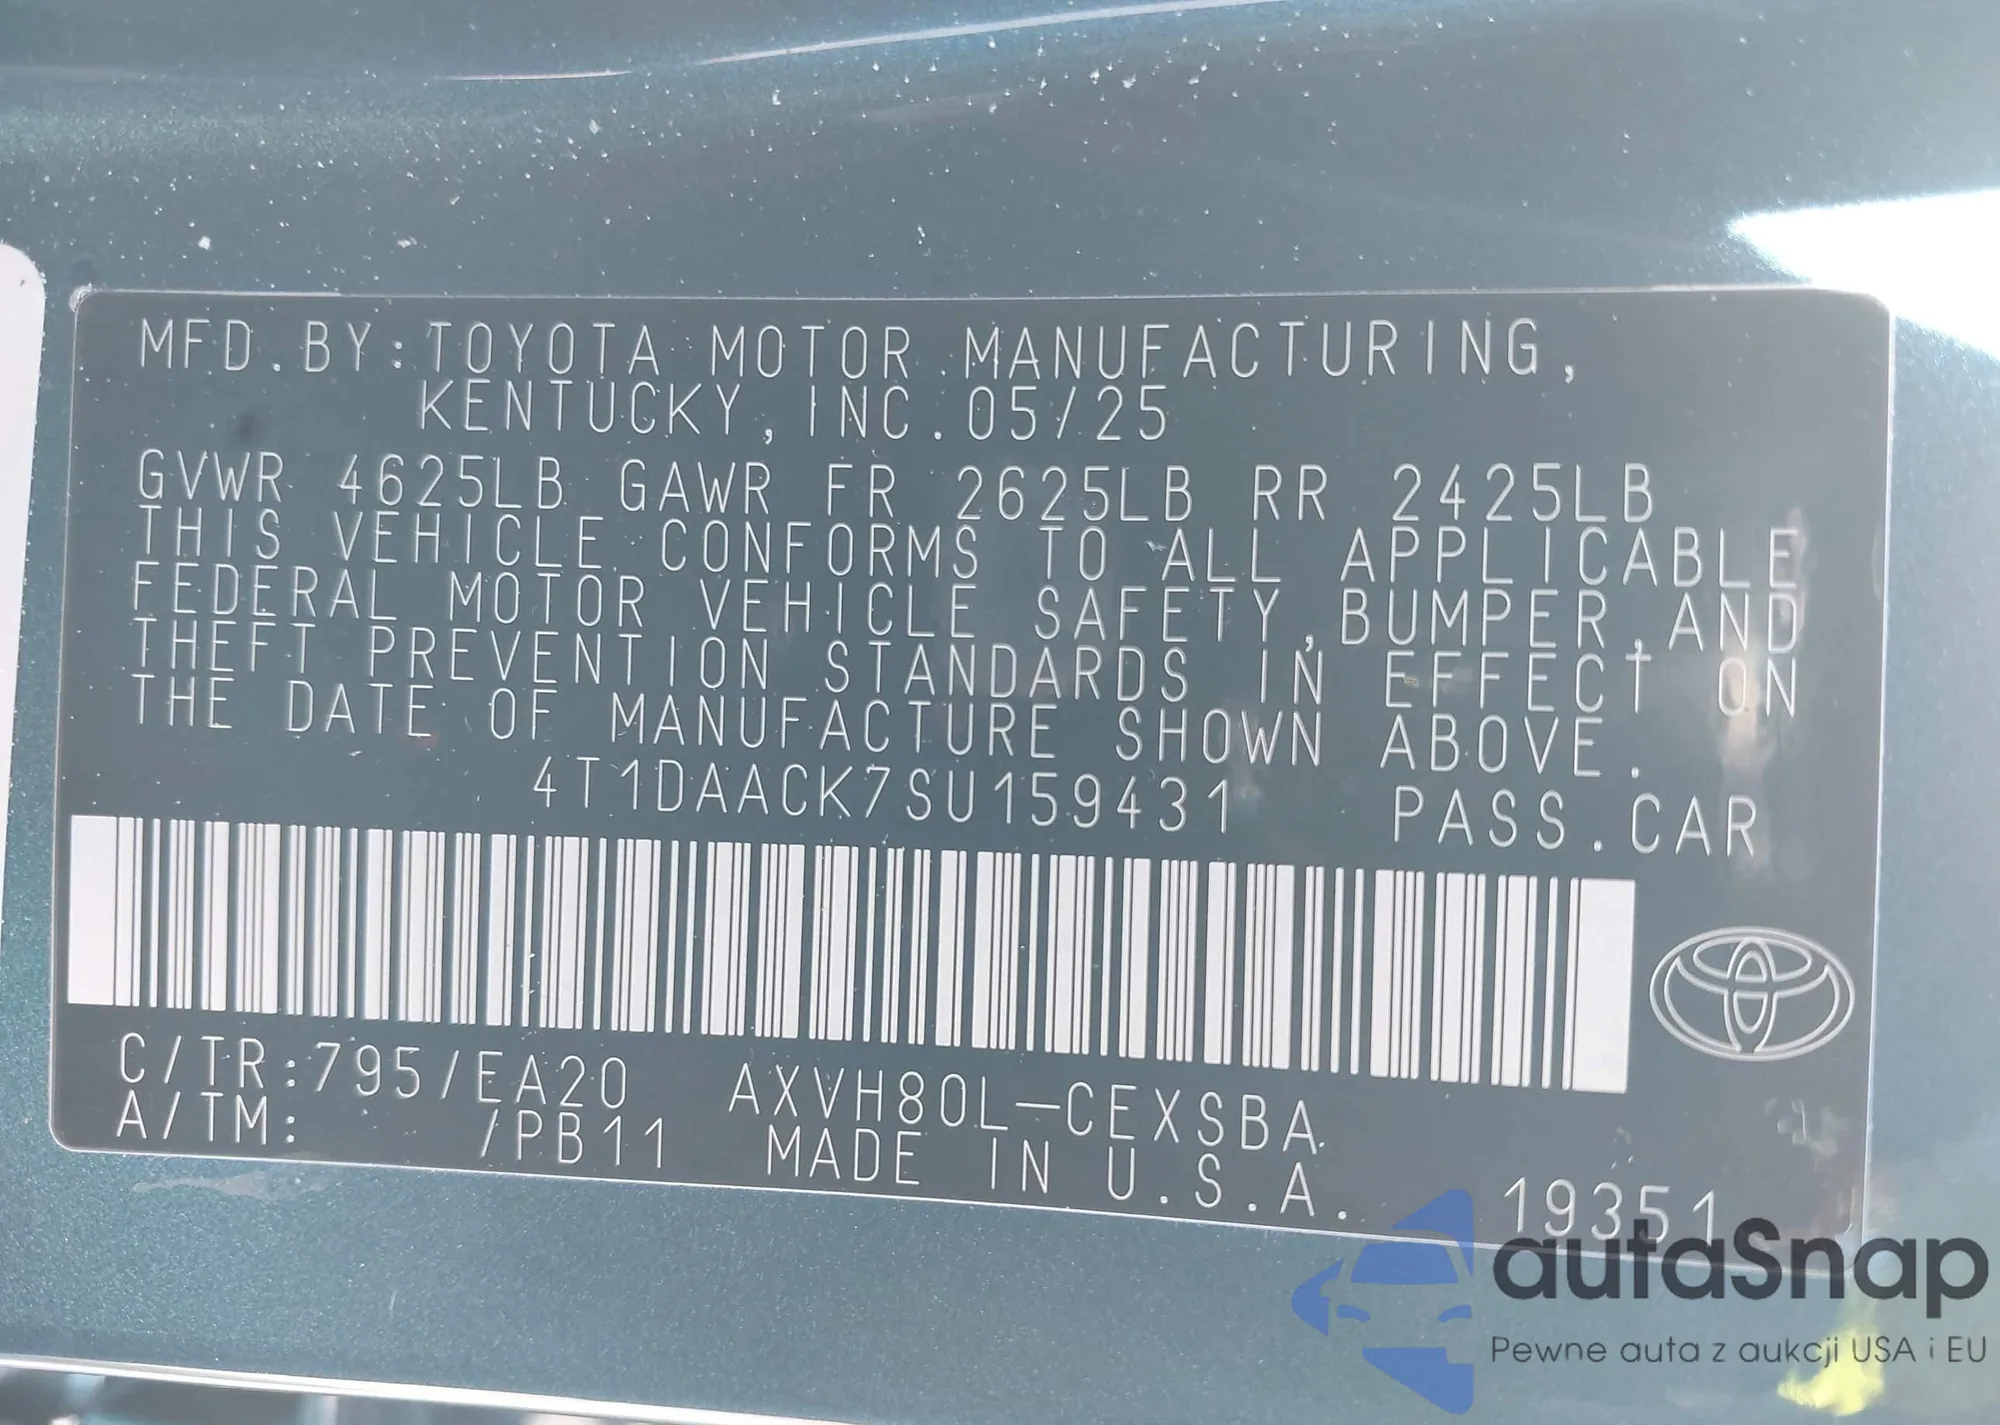 MFD.BY:TOYOTA MOTOR MANUFACTURING,
KENTUCKY, INC.05/25
GVWR 4625LB GAWR FR 2625LB RR 2425LB
THIS VEHICLE CONFORMS TO ALL APPLICABLE
FEDERAL MOTOR VEHICLE SAFETY,BUMPER,AND
THEFT PREVENTION STANDARDS IN EFFECT ON
THE DATE OF MANUFACTURE SHOWN ABOVE.
4T1DAACK7SU159431 PASS.CAR
C/TR:795/EA20 AXVH80L-CEXSBA
A/TM: /PB11 MADE IN U.S.A. 19351
autaSnap
Pewne auta z aukcji USA i EU